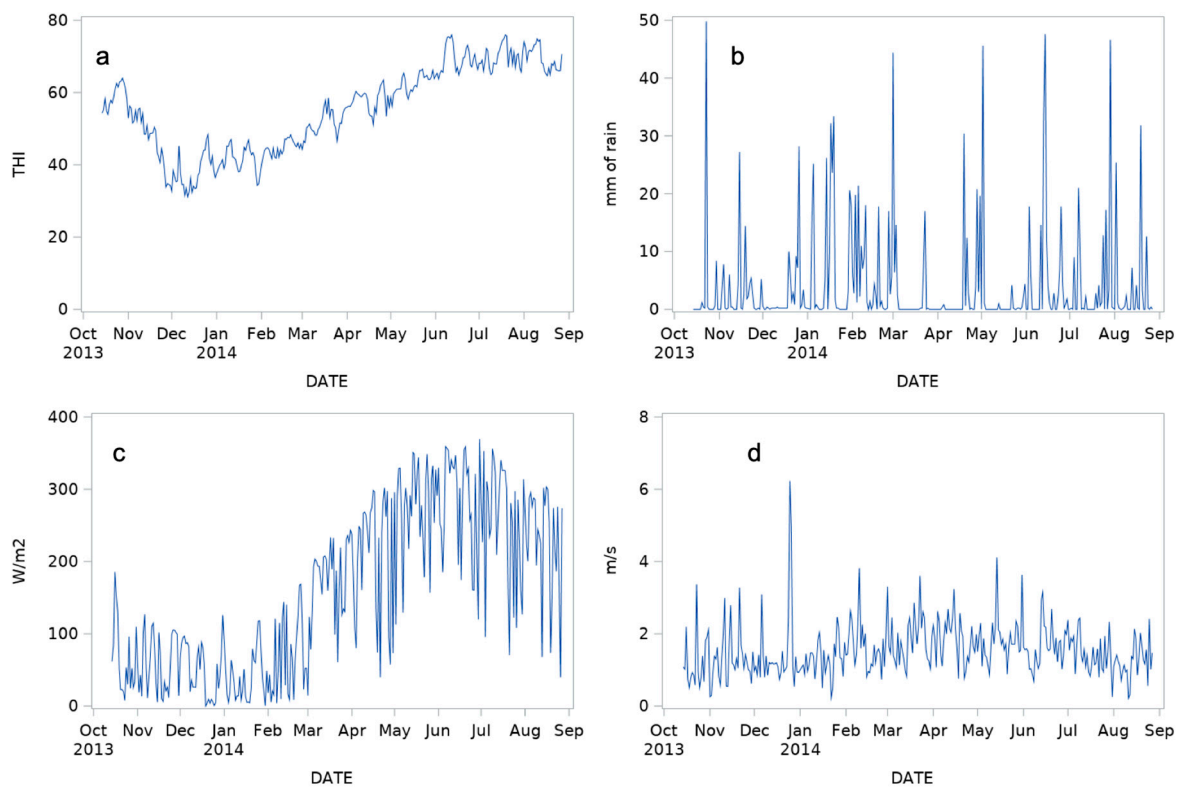 a
THI
80
60
40
20
0
Oct Nov Dec Jan Feb Mar Apr May Jun Jul Aug Sep
2013 2014
DATE
b
mm of rain
50
40
30
20
10
0
Oct Nov Dec Jan Feb Mar Apr May Jun Jul Aug Sep
2013 2014
DATE
c
W/m2
400
300
200
100
0
Oct Nov Dec Jan Feb Mar Apr May Jun Jul Aug Sep
2013 2014
DATE
d
m/s
8
6
4
2
0
Oct Nov Dec Jan Feb Mar Apr May Jun Jul Aug Sep
2013 2014
DATE